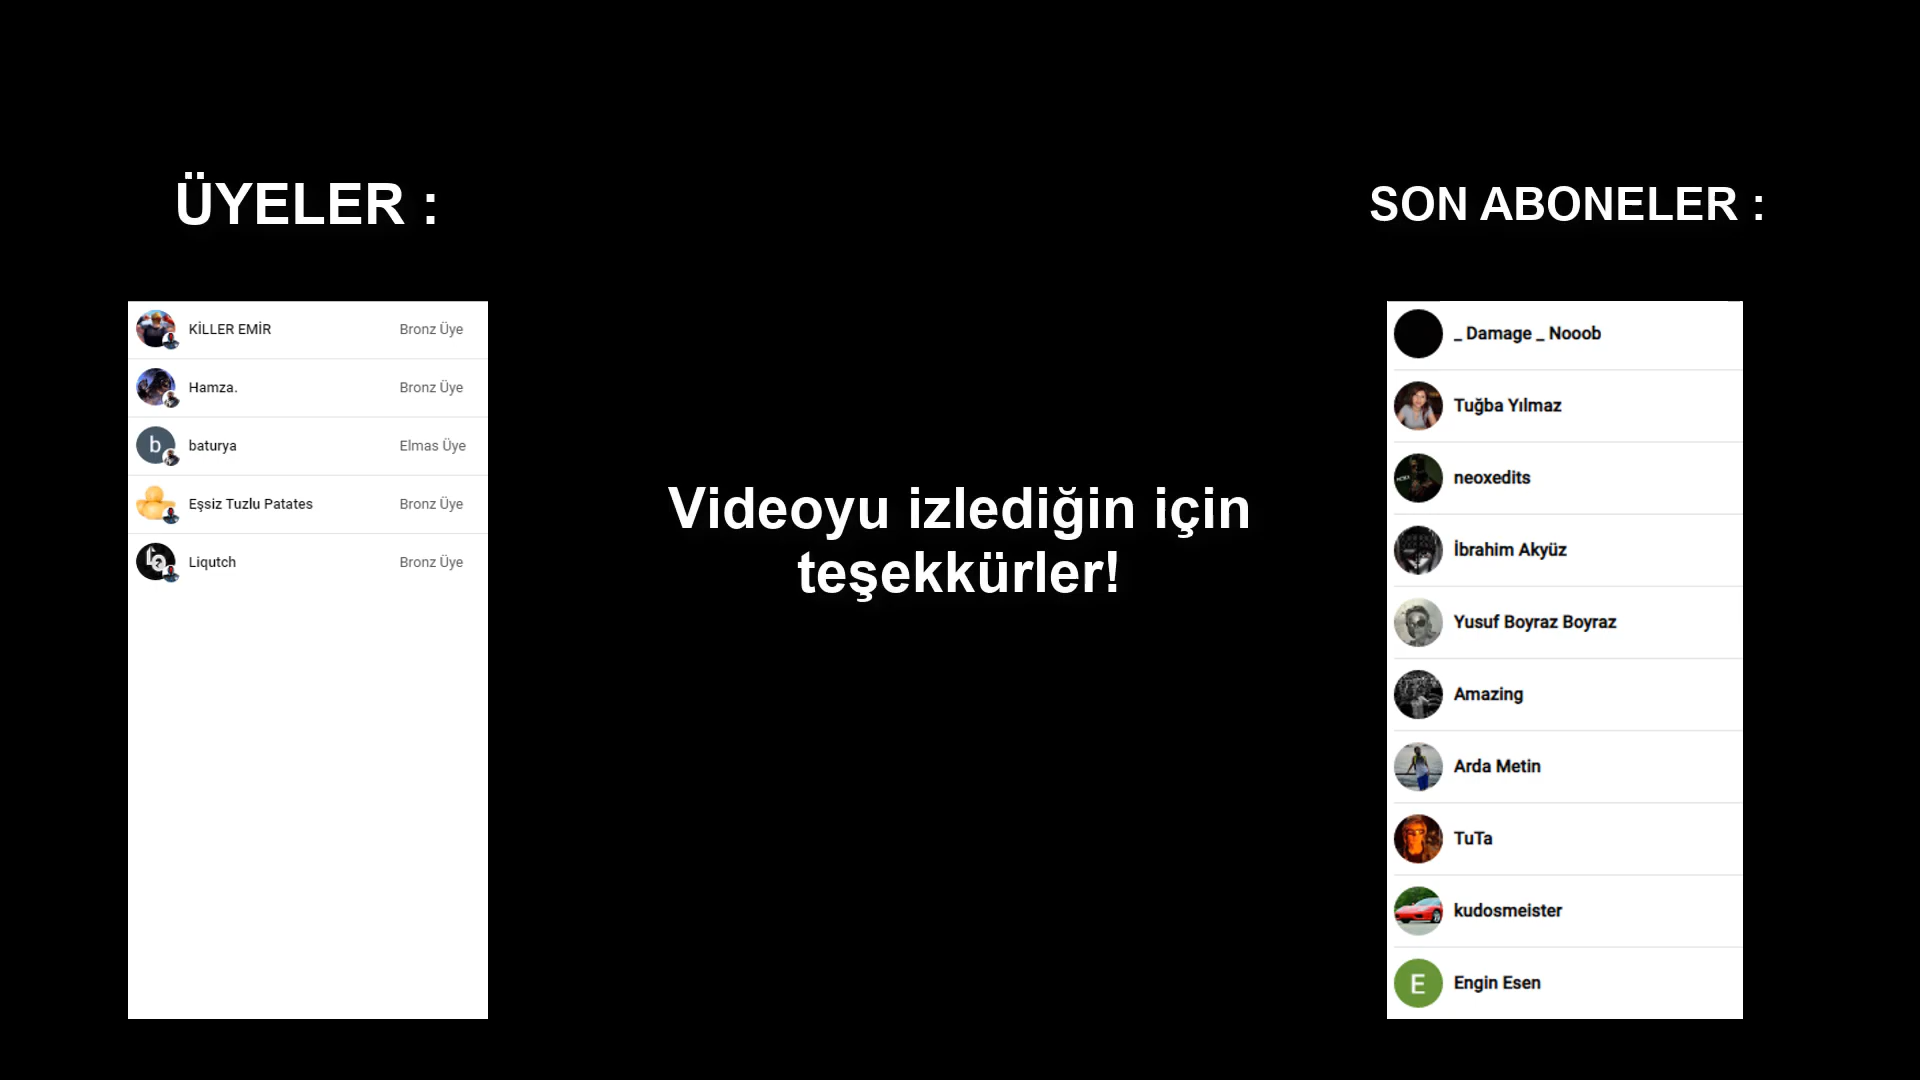 ÜYELER :
KİLLER EMİR Bronz Üye
Hamza. Bronz Üye
b
baturya Elmas Üye
Eşsiz Tuzlu Patates Bronz Üye
Liqutch Bronz Üye
Videoyu izlediğin için
teşekkürler!
SON ABONELER :
_ Damage _ Nooob
Tuğba Yılmaz
neoxedits
İbrahim Akyüz
Yusuf Boyraz Boyraz
Amazing
Arda Metin
TuTa
kudosmeister
E
Engin Esen